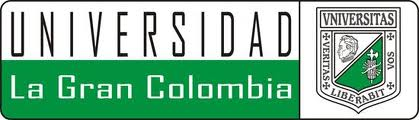 UNIVERSIDAD
La Gran Colombia
VNIVERSITAS
VERITAS
VOS
LIBERABIT